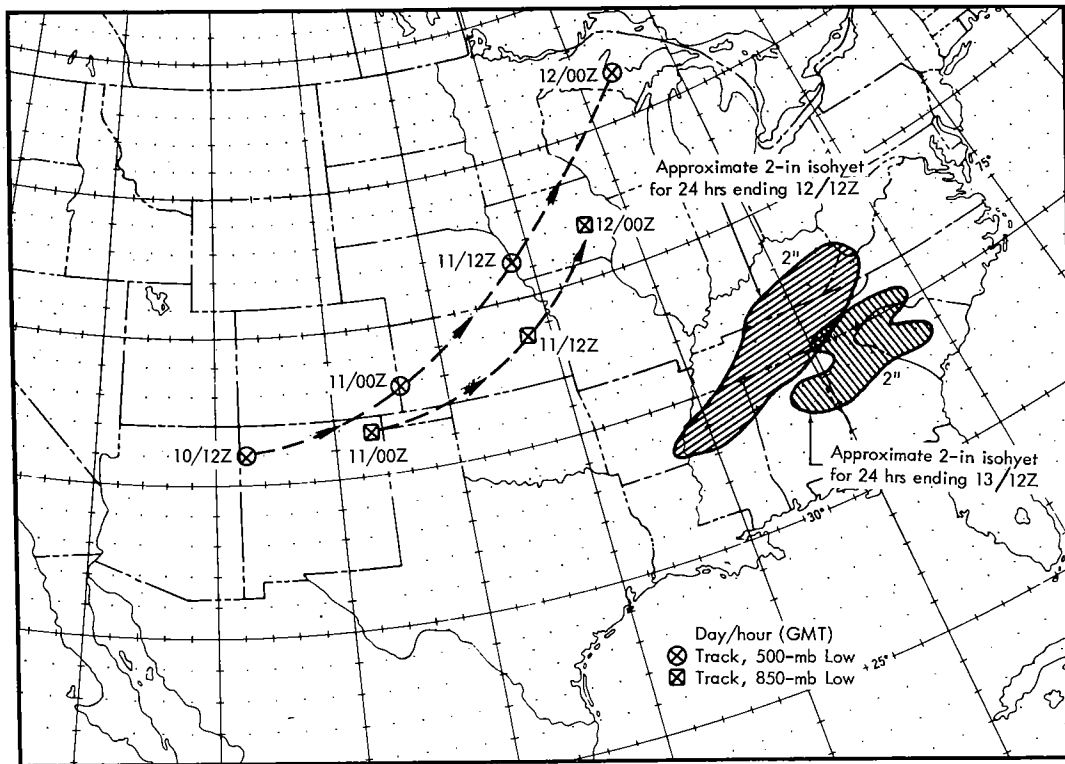 12/00Z
75°
Approximate 2-in isohyet
for 24 hrs ending 12/12Z
12/00Z
11/12Z
2"
11/12Z
11/00Z
2"
10/12Z
11/00Z
Approximate 2-in isohyet
for 24 hrs ending 13/12Z
30°
Day/hour (GMT)
Track, 500-mb Low
25°
Track, 850-mb Low